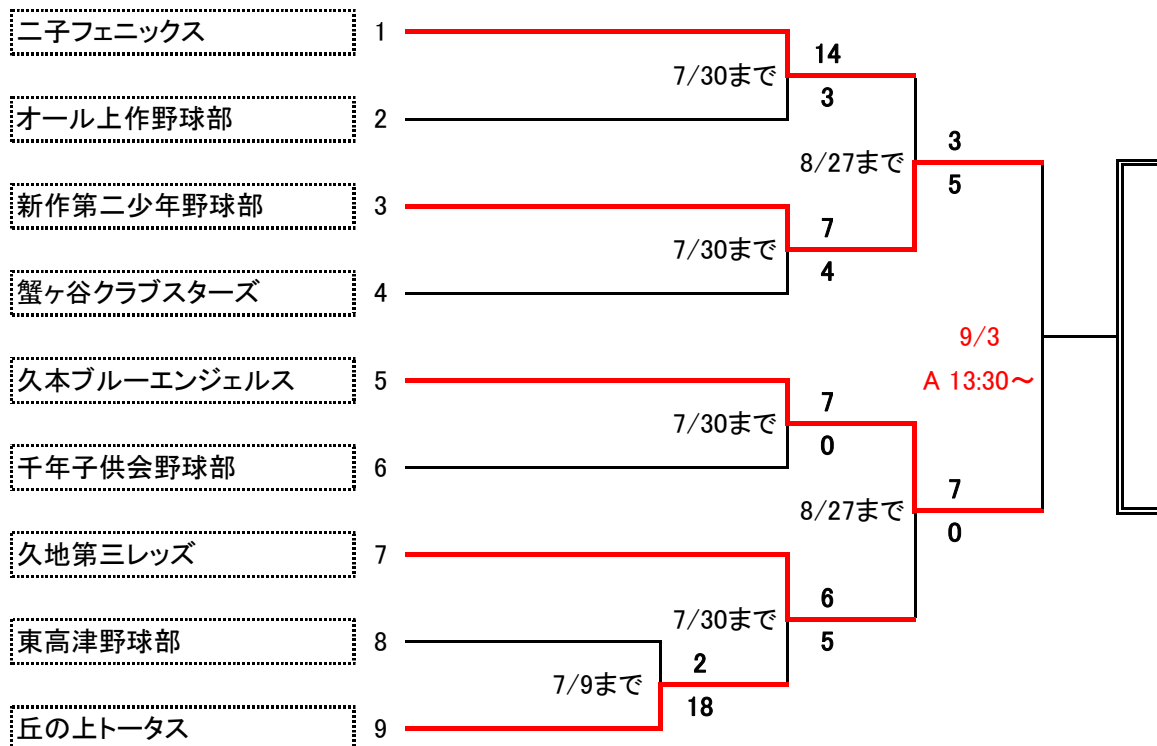 二子フェニックス 1
14
7/30まで
3
オール上作野球部 2
3
8/27まで
5
新作第二少年野球部 3
7
7/30まで
4
蟹ヶ谷クラブスターズ 4
9/3
A 13:30～
久本ブルーエンジェルス 5
7
7/30まで
0
千年子供会野球部 6
7
8/27まで
0
久地第三レッズ 7
6
7/30まで
5
東高津野球部 8
2
7/9まで
18
丘の上トータス 9